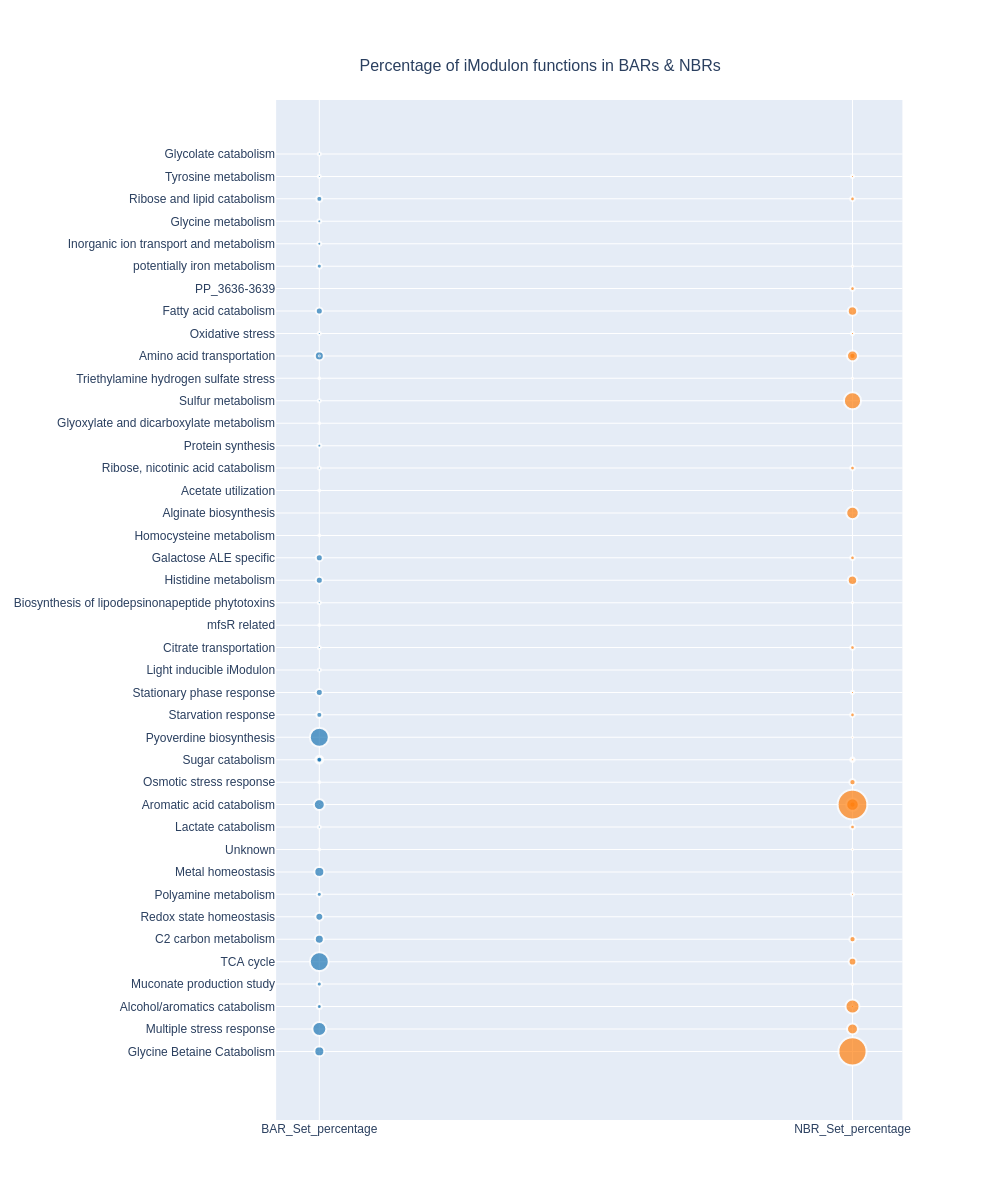 Percentage of iModulon functions in BARs & NBRs
Glycolate catabolism
Tyrosine metabolism
Ribose and lipid catabolism
Glycine metabolism
Inorganic ion transport and metabolism
potentially iron metabolism
PP_3636-3639
Fatty acid catabolism
Oxidative stress
Amino acid transportation
Triethylamine hydrogen sulfate stress
Sulfur metabolism
Glyoxylate and dicarboxylate metabolism
Protein synthesis
Ribose, nicotinic acid catabolism
Acetate utilization
Alginate biosynthesis
Homocysteine metabolism
Galactose ALE specific
Histidine metabolism
Biosynthesis of lipodepsinonapeptide phytotoxins
mfsR related
Citrate transportation
Light inducible iModulon
Stationary phase response
Starvation response
Pyoverdine biosynthesis
Sugar catabolism
Osmotic stress response
Aromatic acid catabolism
Lactate catabolism
Unknown
Metal homeostasis
Polyamine metabolism
Redox state homeostasis
C2 carbon metabolism
TCA cycle
Muconate production study
Alcohol/aromatics catabolism
Multiple stress response
Glycine Betaine Catabolism
BAR_Set_percentage
NBR_Set_percentage